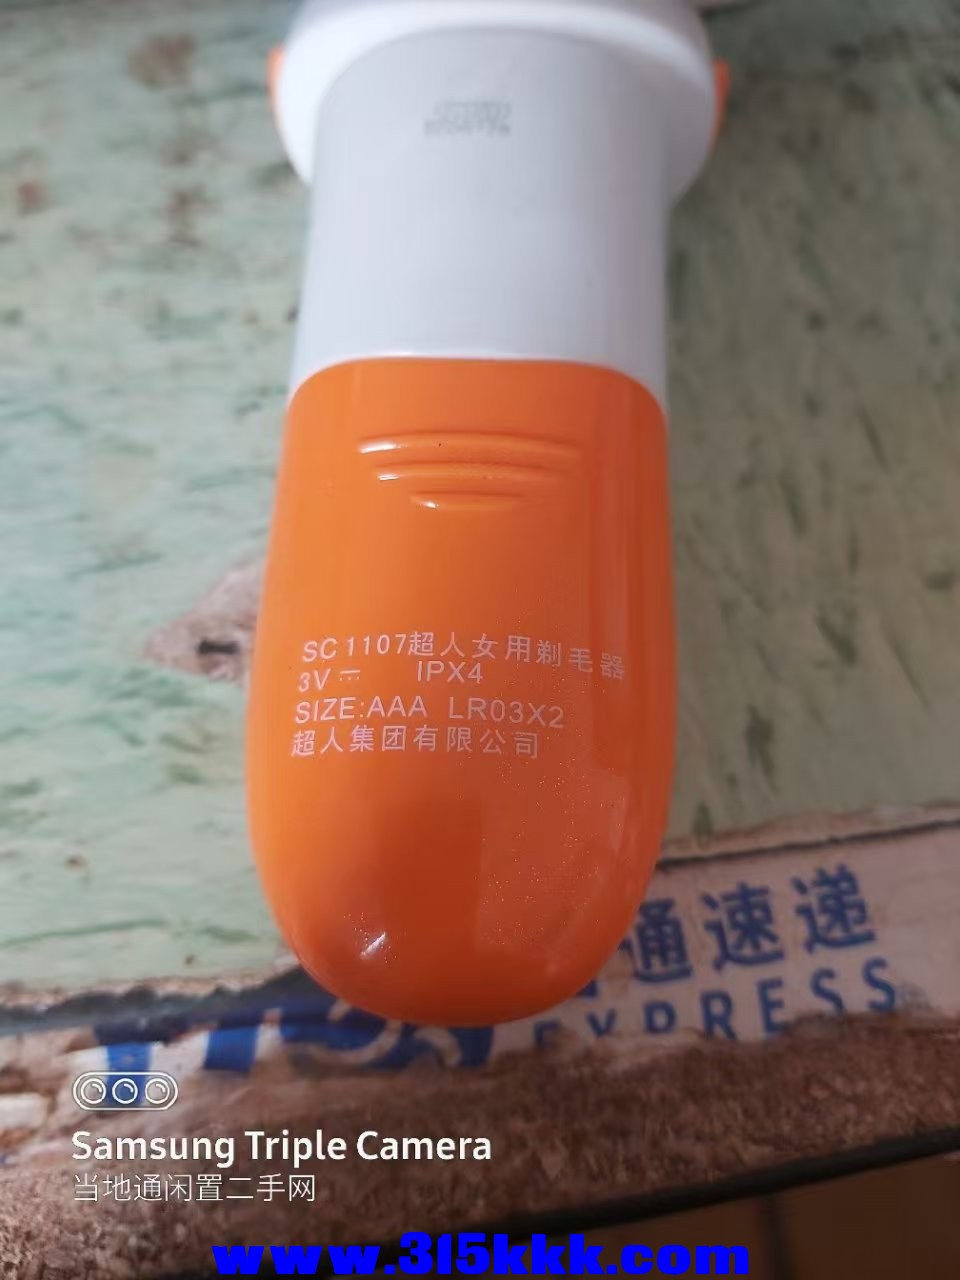 SC1107超人女用剃毛器
3V ⎓ IPX4
SIZE:AAA LR03X2
超人集团有限公司
通速递
EXPRESS
Samsung Triple Camera
当地通闲置二手网
www.315kkk.com